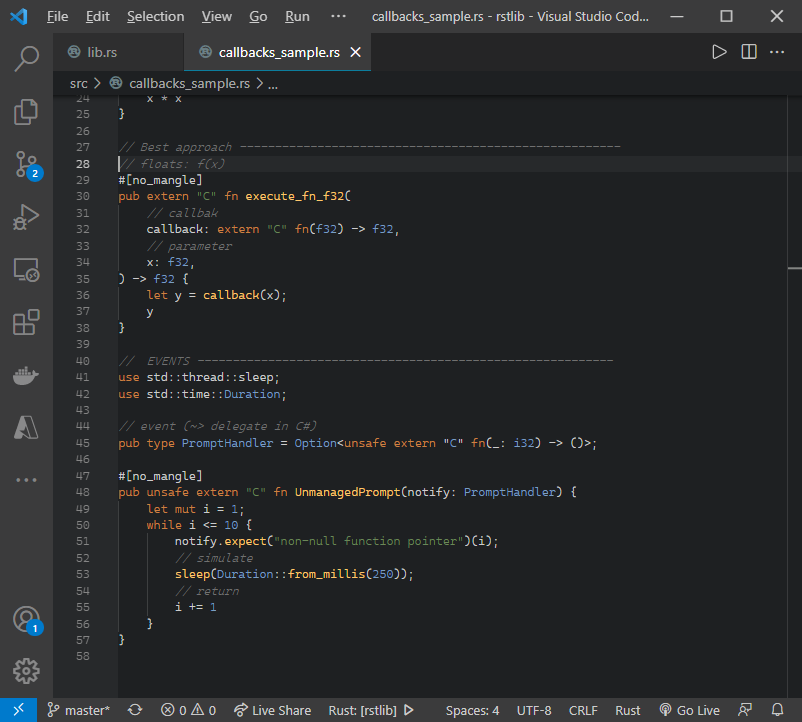 File Edit Selection View Go Run ··· callbacks_sample.rs - rstlib - Visual Studio Cod...
lib.rs callbacks_sample.rs
src > callbacks_sample.rs > ...
24 x * x
25 }
26
27 // Best approach ------------------------------------------------------
28 // floats: f(x)
29 #[no_mangle]
30 pub extern "C" fn execute_fn_f32(
31 // callbak
32 callback: extern "C" fn(f32) -> f32,
33 // parameter
34 x: f32,
35 ) -> f32 {
36 let y = callback(x);
37 y
38 }
39
40 //  EVENTS -----------------------------------------------------------
41 use std::thread::sleep;
42 use std::time::Duration;
43
44 // event (~> delegate in C#)
45 pub type PromptHandler = Option<unsafe extern "C" fn(_: i32) -> ()>;
46
47 #[no_mangle]
48 pub unsafe extern "C" fn UnmanagedPrompt(notify: PromptHandler) {
49 let mut i = 1;
50 while i <= 10 {
51 notify.expect("non-null function pointer")(i);
52 // simulate
53 sleep(Duration::from_millis(250));
54 // return
55 i += 1
56 }
57 }
58
2
1
master* 0 0 Live Share Rust: [rstlib] Spaces: 4 UTF-8 CRLF Rust Go Live